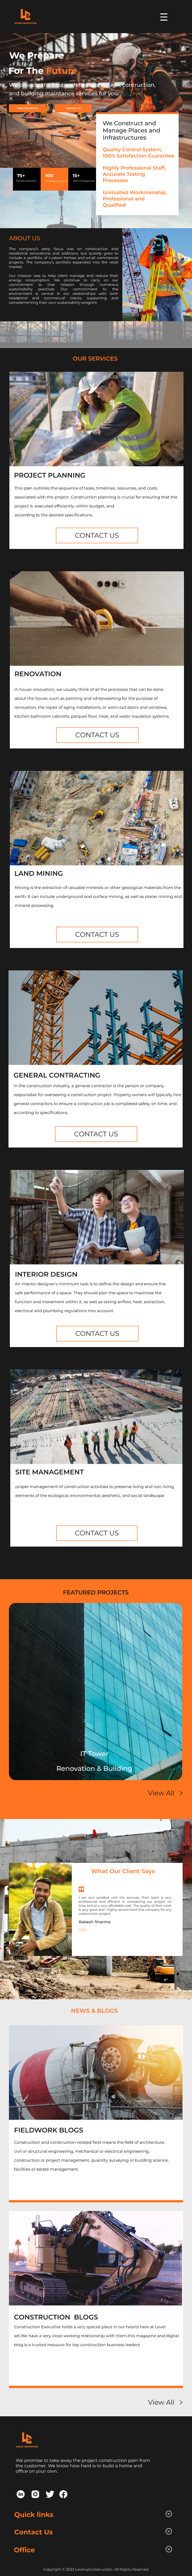 We Prepare
For The Future
and building maintance services for you
We Construct and
Manage Places and
Infrastructures
Quality Control System,
100% Satisfaction Guarantee
Highly Professional Staff,
Accurate Testing
Processes
Unrivalled Workmanship,
Professional and
Qualified
75+
100
15+
ABOUT US
The company's early focus was on construction and
residential renovations and additions, but quickly grew to
include a portfolio of custom homes and small commercial
projects. The company's portfolio soon grew into a larger
market.
Our mission was to help client manage and reduce their
energy consumption. We continue to carry on our
commitment to that mission through numerous
sustainability practices. Our commitment to the
environment is central to our relationships with both
residential and commercial clients, supporting and
complementing their own sustainability program
OUR SERVICES
PROJECT PLANNING
This plan outlines the sequence of tasks, timelines, resources, and costs
associated with the project. Construction planning is crucial for ensuring that the
project is executed efficiently, within budget, and
according to the desired specifications.
CONTACT US
RENOVATION
In house renovation, we usually think of all the processes that can be done
about the house, such as painting and whitewashing for the purpose of
renovation, the repair of aging installations, or worn-out doors and windows,
kitchen bathroom cabinets, parquet floor, heat, and water insulation systems.
CONTACT US
LAND MINING
Mining is the extraction of valuable minerals or other geological materials from the
earth. It can include underground and surface mining, as well as placer mining and
mineral processing.
CONTACT US
GENERAL CONTRACTING
In the construction industry, a general contractor is the person or company
responsible for overseeing a construction project. Property owners will typically hire
general contractors to ensure a construction job is completed safely, on time, and
according to specifications.
CONTACT US
INTERIOR DESIGN
An interior designer's minimum task is to define the design and ensure the
safe performance of a space. They should plan the space to maximise the
function and movement within it, as well as taking airflow, heat, extraction,
electrical and plumbing regulations into account.
CONTACT US
SITE MANAGEMENT
proper management of construction activities to preserve living and non living
elements of the ecological, environmental, aesthetic, and social landscape.
CONTACT US
FEATURED PROJECTS
IT Tower
Renovation & Building
View All >
What Our Client Says
I am very satisfied with the services. Their team is very
professional and efficient in completing our project on
time and at a very affordable cost. The quality of their work
is very good and I highly recommend this company for any
construction project.
Rakesh Sharma
CEO
NEWS & BLOGS
FIELDWORK BLOGS
Construction and construction-related field means the field of architecture,
civil or structural engineering, mechanical or electrical engineering,
construction or project management, quantity surveying or building science,
facilities or estate management.
CONSTRUCTION BLOGS
Construction Executive holds a very special place in our hearts here at Level
set.We have a very close working relationship with them.this magazine and digital
blog is a trusted resource for top construction business leaders
View All >
We promise to take away the project construction pain from
the customer. We know how hard is to build a home and
office on your own.
Quick links
Contact Us
Office
Copyright © 2023 LevelupConstruction. All Rights Reserved